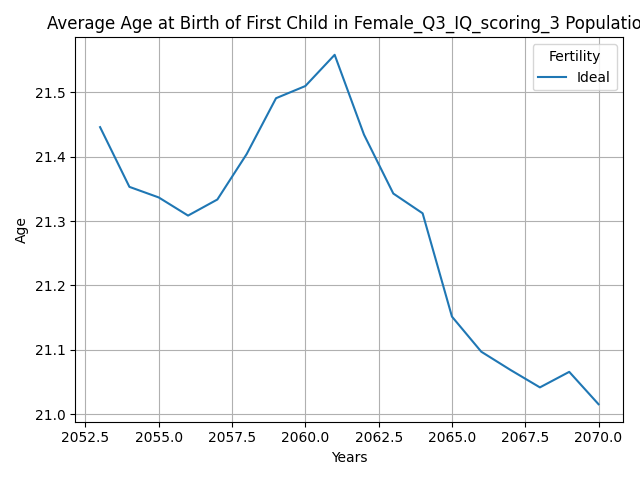 Average Age at Birth of First Child in Female_Q3_IQ_scoring_3 Populatio
Fertility
Ideal
21.5
21.4
21.3
21.2
21.1
21.0
Age
2052.5 2055.0 2057.5 2060.0 2062.5 2065.0 2067.5 2070.0
Years